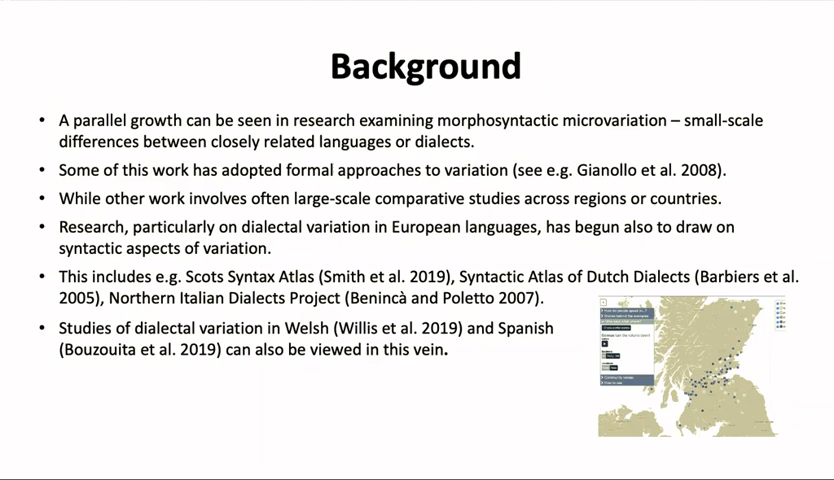 Background
• A parallel growth can be seen in research examining morphosyntactic microvariation – small-scale
differences between closely related languages or dialects.
• Some of this work has adopted formal approaches to variation (see e.g. Gianollo et al. 2008).
• While other work involves often large-scale comparative studies across regions or countries.
• Research, particularly on dialectal variation in European languages, has begun also to draw on
syntactic aspects of variation.
• This includes e.g. Scots Syntax Atlas (Smith et al. 2019), Syntactic Atlas of Dutch Dialects (Barbiers et al.
2005), Northern Italian Dialects Project (Benincà and Poletto 2007).
• Studies of dialectal variation in Welsh (Willis et al. 2019) and Spanish
(Bouzouita et al. 2019) can also be viewed in this vein.